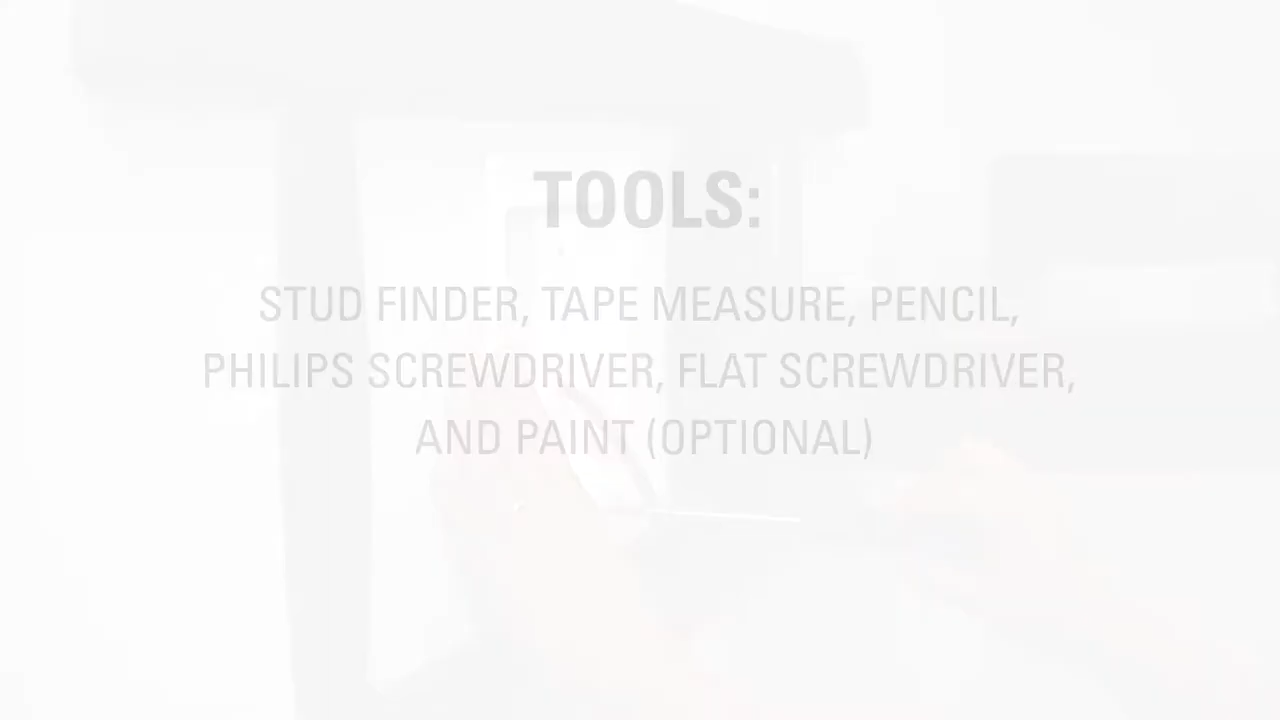 TOOLS:
STUD FINDER, TAPE MEASURE, PENCIL,
PHILIPS SCREWDRIVER, FLAT SCREWDRIVER,
AND PAINT (OPTIONAL)